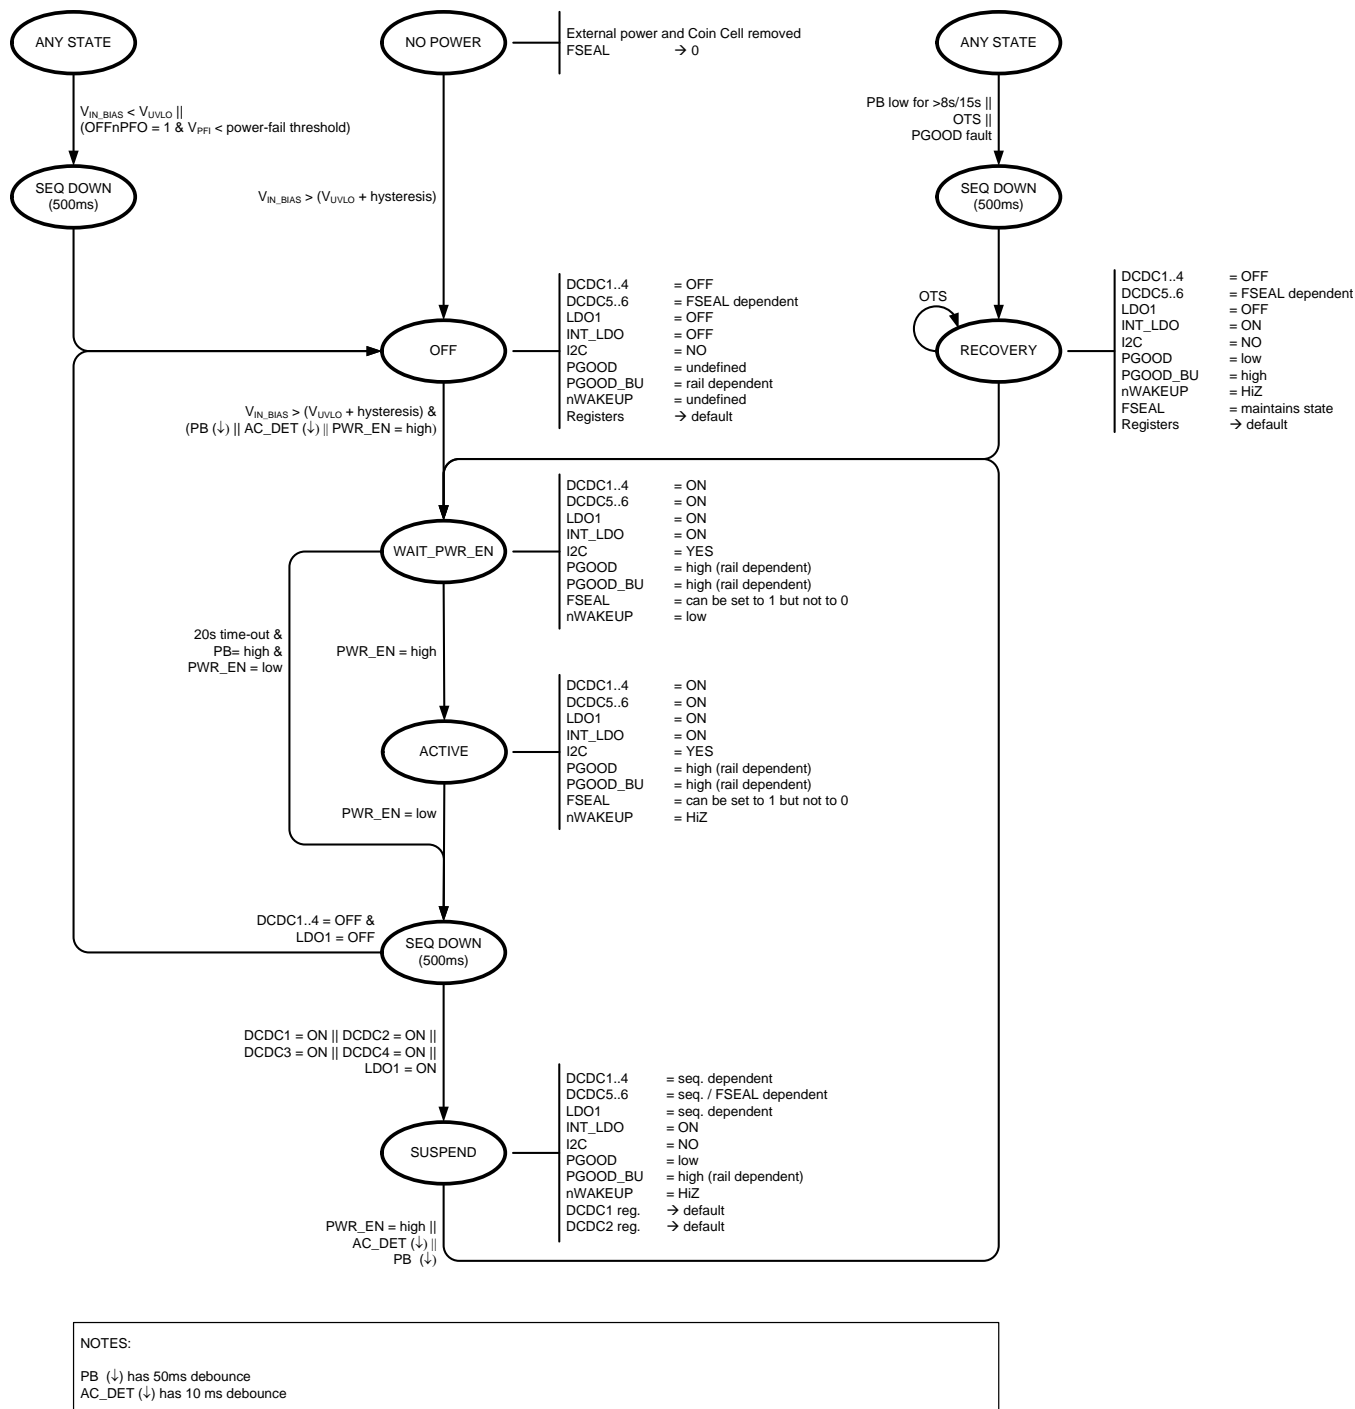 ANY STATE
NO POWER
External power and Coin Cell removed
FSEAL → 0
ANY STATE
V_IN_BIAS < V_UVLO ||
(OFFnPFO = 1 & V_PFI < power-fail threshold)
PB low for >8s/15s ||
OTS ||
PGOOD fault
SEQ DOWN
(500ms)
V_IN_BIAS > (V_UVLO + hysteresis)
SEQ DOWN
(500ms)
OFF
DCDC1..4 = OFF
DCDC5..6 = FSEAL dependent
LDO1 = OFF
INT_LDO = OFF
I2C = NO
PGOOD = undefined
PGOOD_BU = rail dependent
nWAKEUP = undefined
Registers → default
OTS
RECOVERY
DCDC1..4 = OFF
DCDC5..6 = FSEAL dependent
LDO1 = OFF
INT_LDO = ON
I2C = NO
PGOOD = low
PGOOD_BU = high
nWAKEUP = HiZ
FSEAL = maintains state
Registers → default
V_IN_BIAS > (V_UVLO + hysteresis) &
(PB (↓) || AC_DET (↓) || PWR_EN = high)
WAIT_PWR_EN
DCDC1..4 = ON
DCDC5..6 = ON
LDO1 = ON
INT_LDO = ON
I2C = YES
PGOOD = high (rail dependent)
PGOOD_BU = high (rail dependent)
FSEAL = can be set to 1 but not to 0
nWAKEUP = low
20s time-out &
PB= high &
PWR_EN = low
PWR_EN = high
ACTIVE
DCDC1..4 = ON
DCDC5..6 = ON
LDO1 = ON
INT_LDO = ON
I2C = YES
PGOOD = high (rail dependent)
PGOOD_BU = high (rail dependent)
FSEAL = can be set to 1 but not to 0
nWAKEUP = HiZ
PWR_EN = low
DCDC1..4 = OFF &
LDO1 = OFF
SEQ DOWN
(500ms)
DCDC1 = ON || DCDC2 = ON ||
DCDC3 = ON || DCDC4 = ON ||
LDO1 = ON
SUSPEND
DCDC1..4 = seq. dependent
DCDC5..6 = seq. / FSEAL dependent
LDO1 = seq. dependent
INT_LDO = ON
I2C = NO
PGOOD = low
PGOOD_BU = high (rail dependent)
nWAKEUP = HiZ
DCDC1 reg. → default
DCDC2 reg. → default
PWR_EN = high ||
AC_DET (↓) ||
PB (↓)
NOTES:
PB (↓) has 50ms debounce
AC_DET (↓) has 10 ms debounce